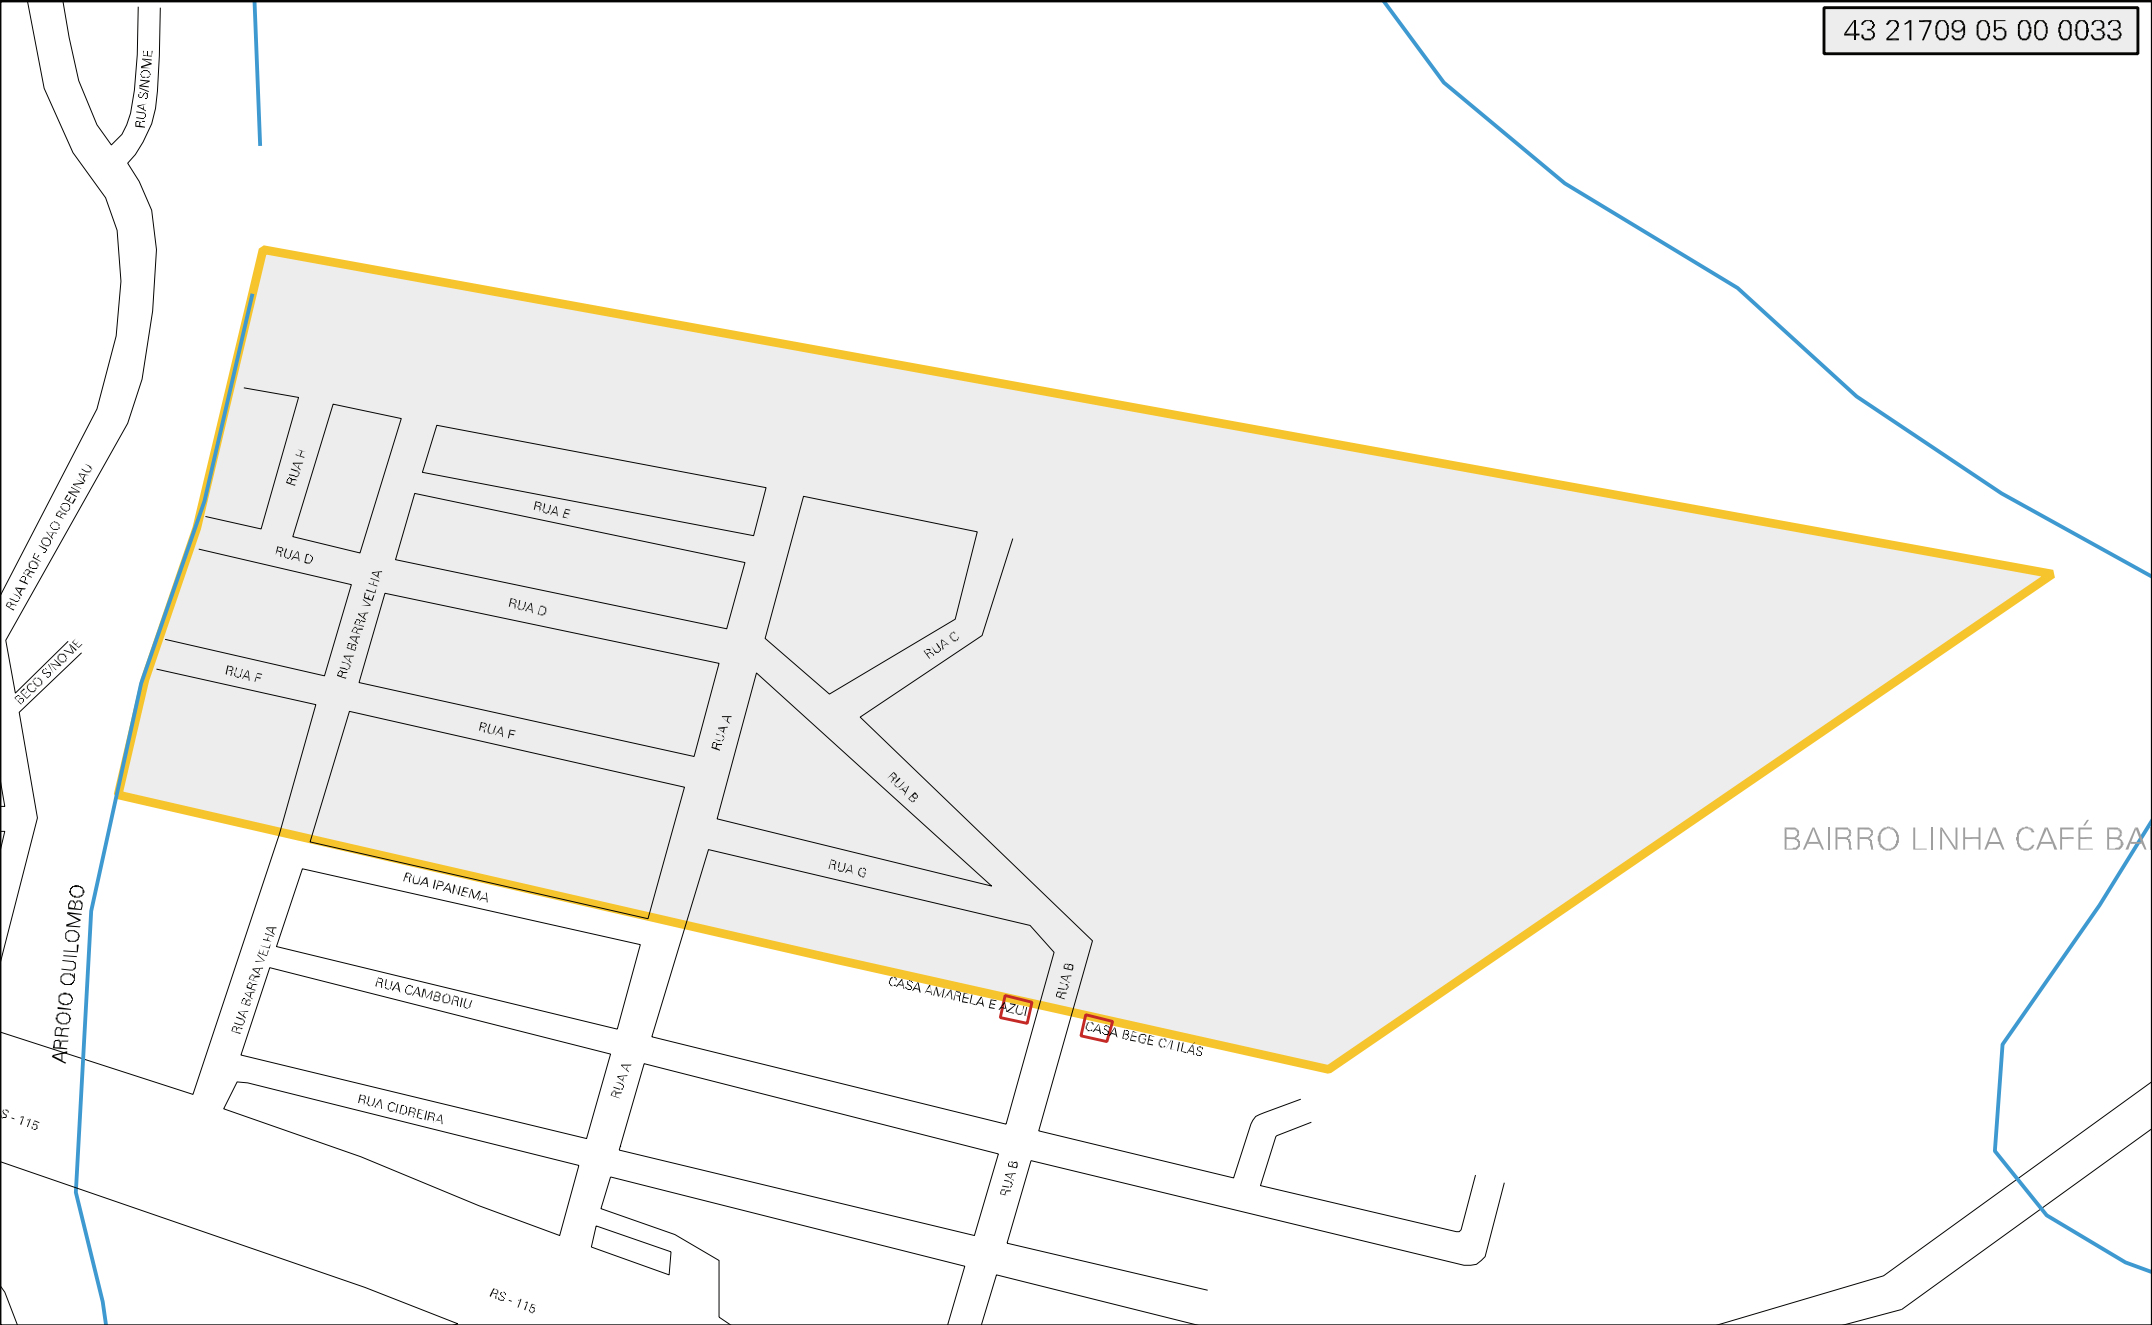 43 21709 05 00 0033
RUA S/NOME
RUA H
RUA PROF JOÃO ROENNAU
RUA E
RUA D
RUA BARRA VELHA
RUA D
BECO S/NOME
RUA C
RUA F
RUA F
RUA A
RUA B
BAIRRO LINHA CAFÉ BA
RUA G
RUA IPANEMA
ARROIO QUILOMBO
RUA BARRA VELHA
RUA CAMBORIU
CASA AMARELA E AZUL
RUA B
CASA BEGE C/LILÁS
RUA A
RUA CIDREIRA
S - 115
RUA B
RS - 115